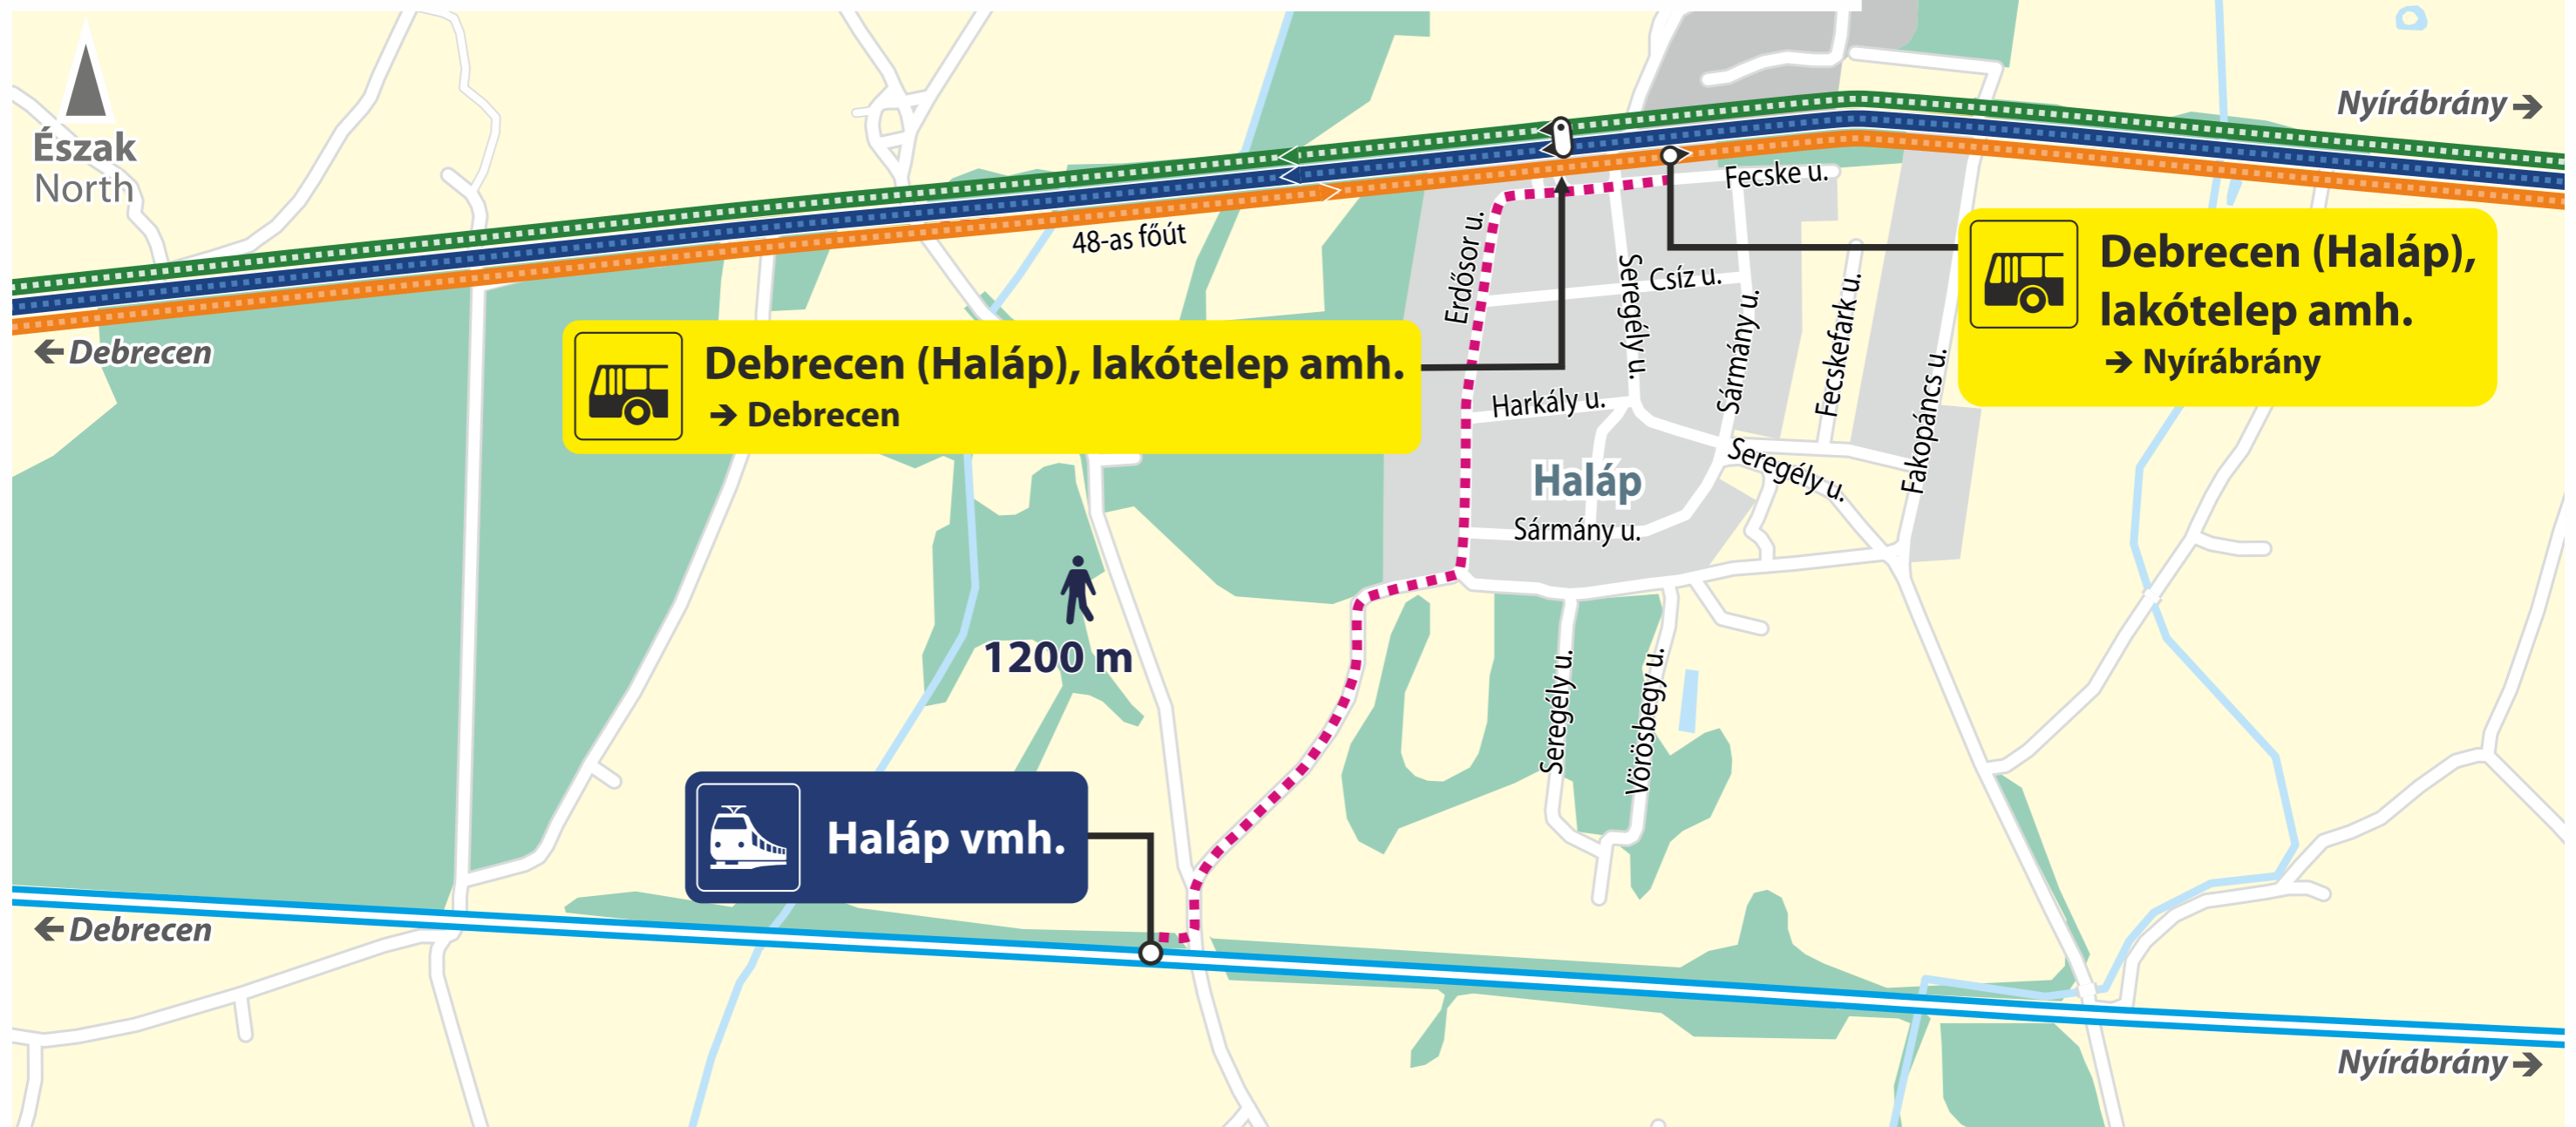 Észak
North
Nyírábrány
48-as főút
Fecske u.
Debrecen
Erdősor u.
Seregély u.
Csíz u.
Sármány u.
Fecskefark u.
Fakopáncs u.
Debrecen (Haláp),
lakótelep amh.
→ Nyírábrány
Debrecen (Haláp), lakótelep amh.
→ Debrecen
Harkály u.
Haláp
Seregély u.
Sármány u.
1200 m
Seregély u.
Vörösbegy u.
Haláp vmh.
Debrecen
Nyírábrány